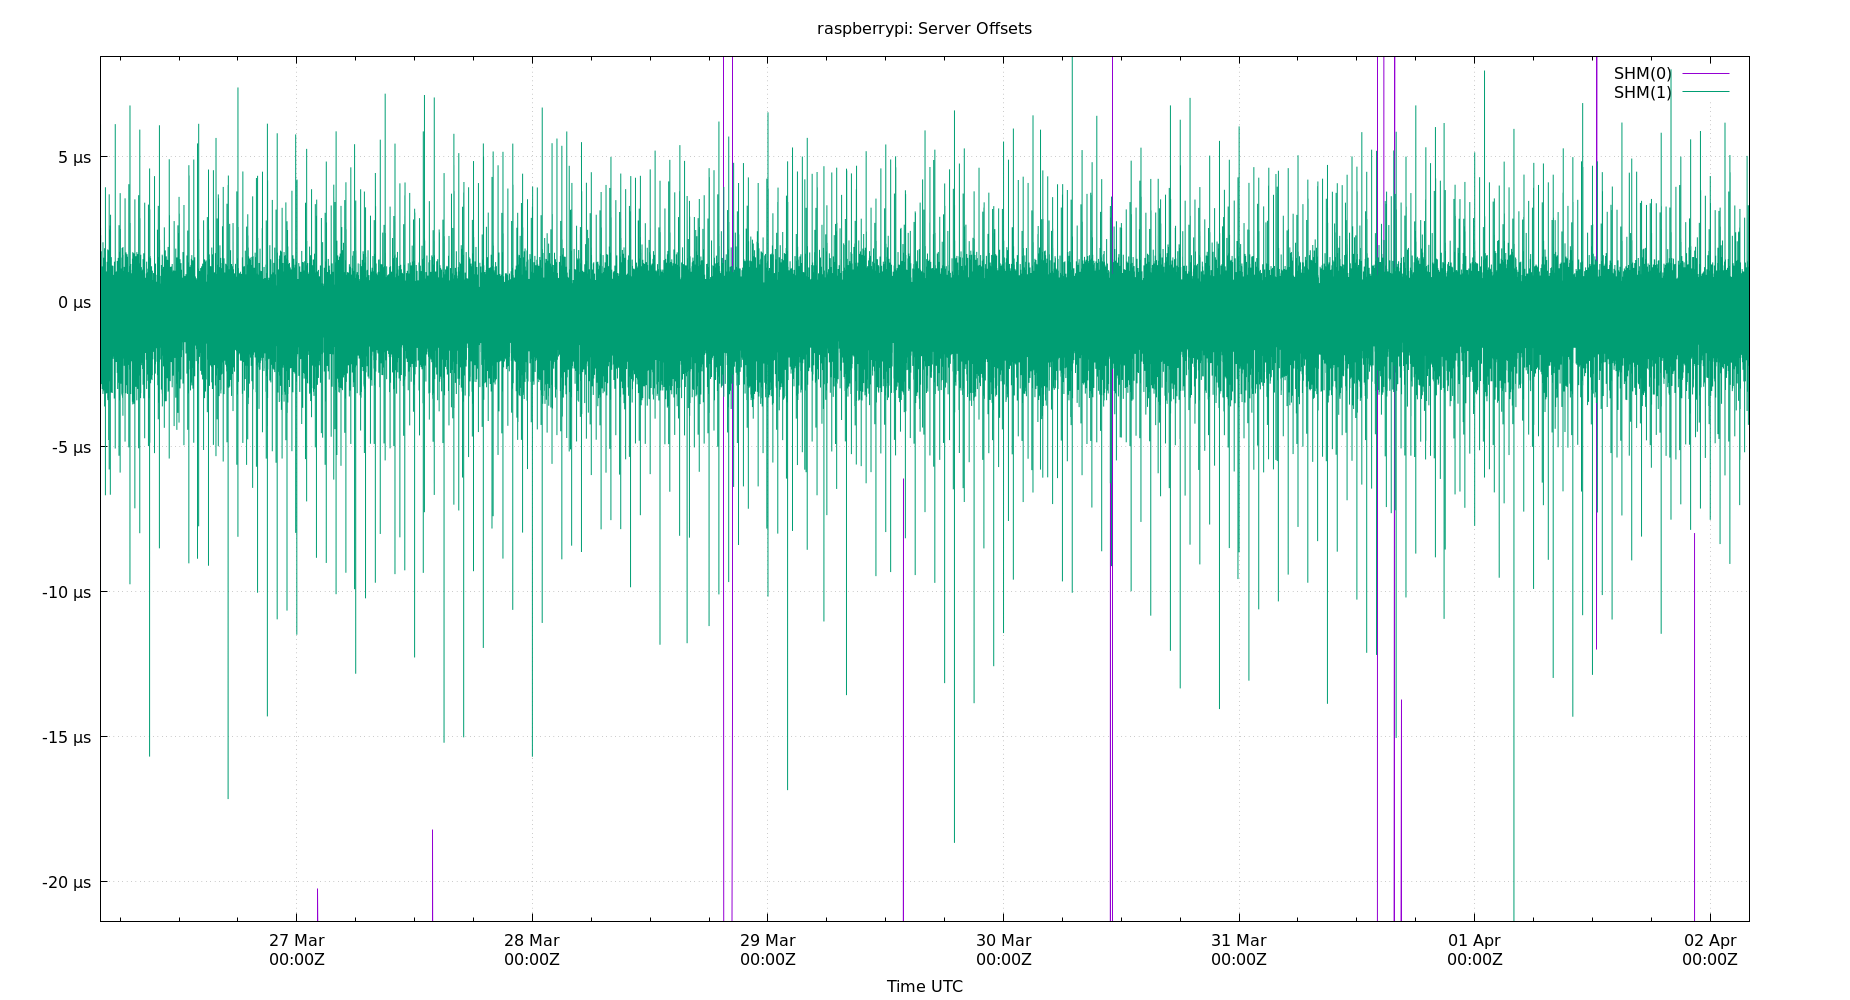 raspberrypi: Server Offsets
SHM(0)
SHM(1)
5 µs
0 µs
-5 µs
-10 µs
-15 µs
-20 µs
27 Mar
00:00Z
28 Mar
00:00Z
29 Mar
00:00Z
30 Mar
00:00Z
31 Mar
00:00Z
01 Apr
00:00Z
02 Apr
00:00Z
Time UTC